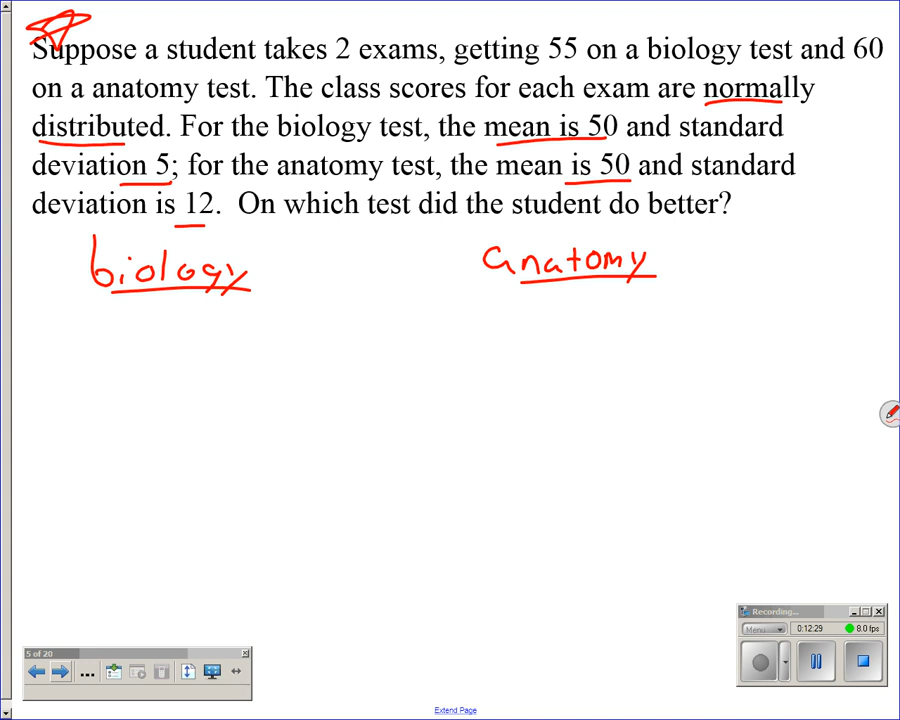 Suppose a student takes 2 exams, getting 55 on a biology test and 60
on a anatomy test. The class scores for each exam are normally
distributed. For the biology test, the mean is 50 and standard
deviation 5; for the anatomy test, the mean is 50 and standard
deviation is 12. On which test did the student do better?
biology
anatomy
Recording...
Menu
0:12:29
8.0 fps
5 of 20
...
Extend Page